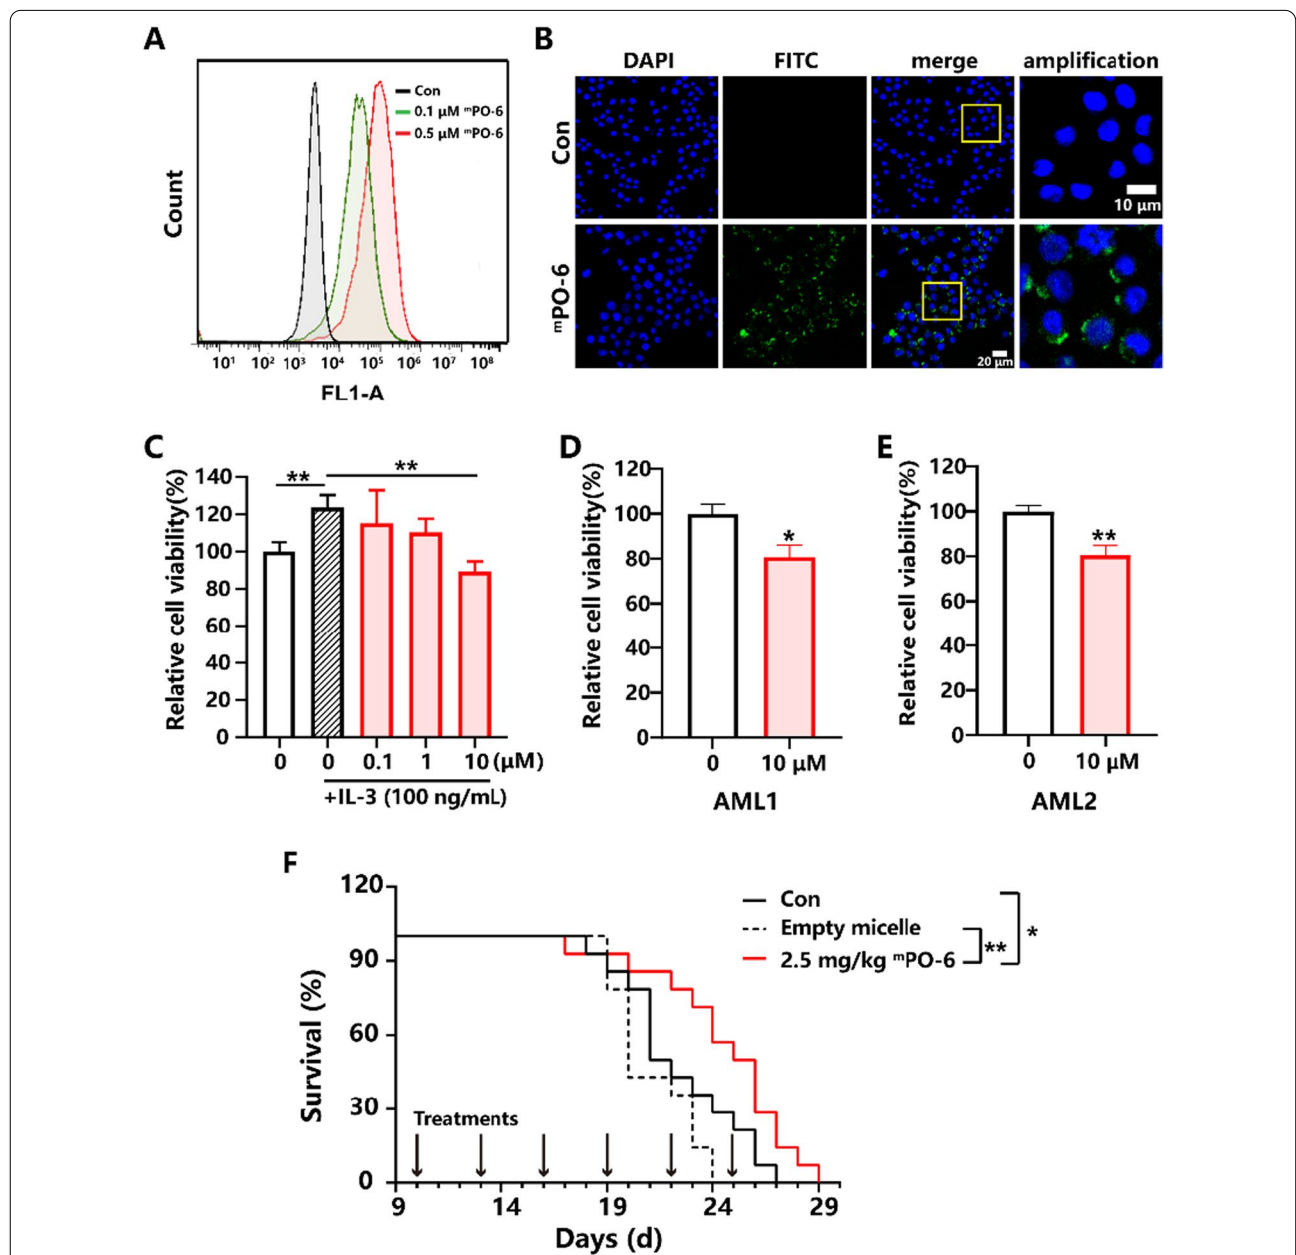 A
Con
0.1 μM ᵐPO-6
0.5 μM ᵐPO-6
Count
10¹ 10² 10³ 10⁴ 10⁵ 10⁶ 10⁷ 10⁸
FL1-A
B
DAPI FITC merge amplification
Con
10 μm
ᵐPO-6
20 μm
C
Relative cell viability(%)
140
120
100
80
60
40
20
0
** **
0 0 0.1 1 10 (μM)
+IL-3 (100 ng/mL)
D
Relative cell viability(%)
120
100
80
60
40
20
0
*
0 10 μM
AML1
E
Relative cell viability(%)
120
100
80
60
40
20
0
**
0 10 μM
AML2
F
Survival (%)
120
90
60
30
0
Con
Empty micelle
2.5 mg/kg ᵐPO-6
**
*
Treatments
9 14 19 24 29
Days (d)